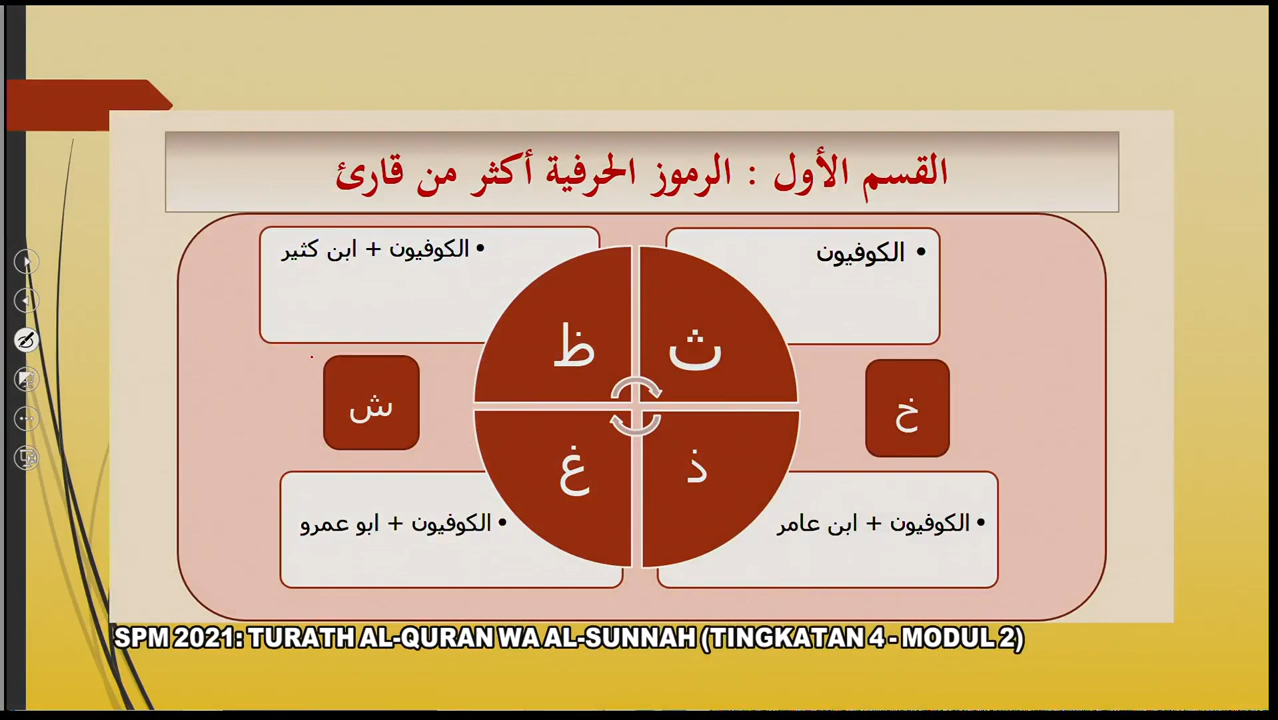 القسم الأول : الرموز الحرفية أكثر من قارئ
• الكوفيون
• الكوفيون + ابن كثير
ث
ظ
خ
ش
ذ
غ
• الكوفيون + ابن عامر
• الكوفيون + ابو عمرو
SPM 2021: TURATH AL-QURAN WA AL-SUNNAH (TINGKATAN 4 - MODUL 2)